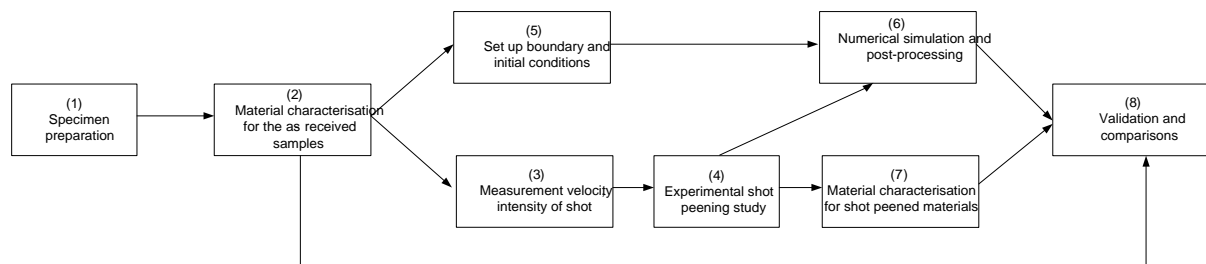 (1)
Specimen
preparation
(2)
Material characterisation
for the as received
samples
(5)
Set up boundary and
initial conditions
(3)
Measurement velocity
intensity of shot
(4)
Experimental shot
peening study
(6)
Numerical simulation and
post-processing
(7)
Material characterisation
for shot peened materials
(8)
Validation and
comparisons